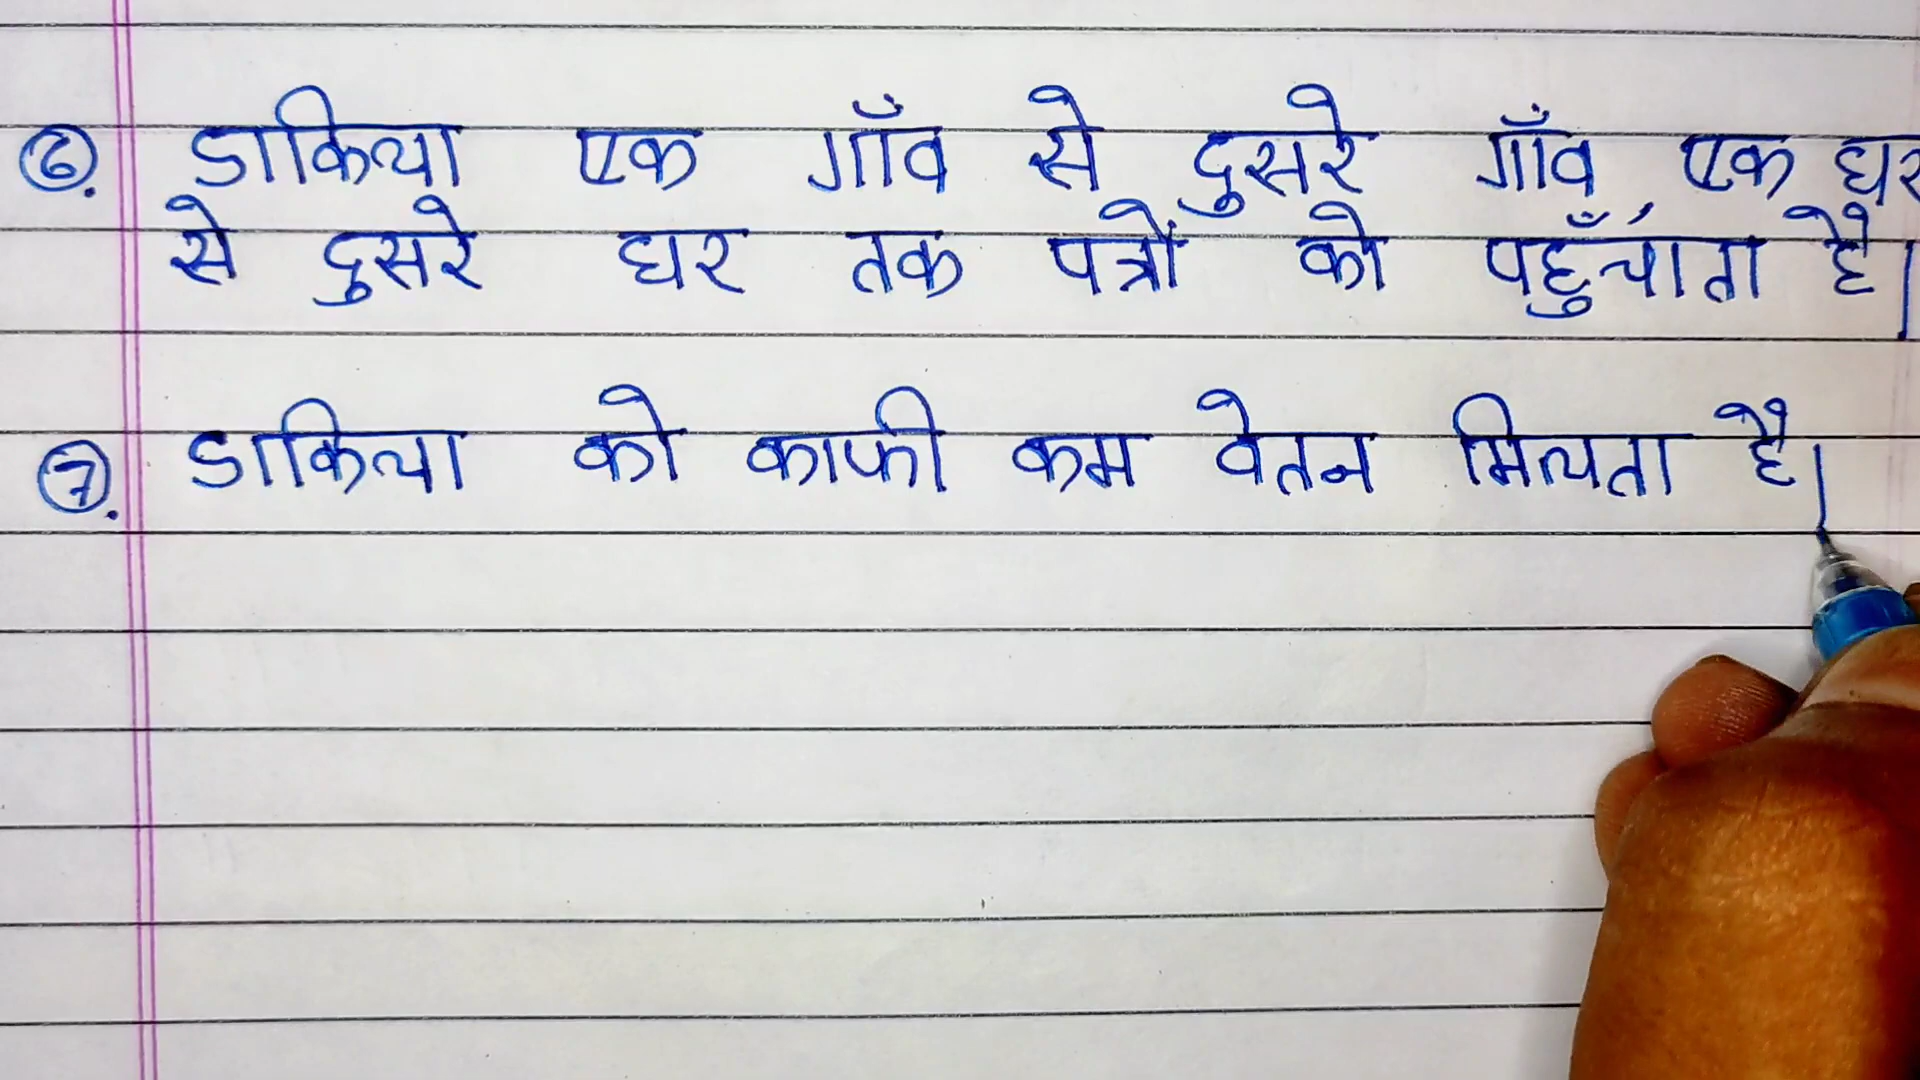 6. डाकिया एक गाँव से दुसरे गाँव, एक घर
से दुसरे घर तक पत्रों को पहुँचाता है।
7. डाकिया को काफी कम वेतन मिलता है।